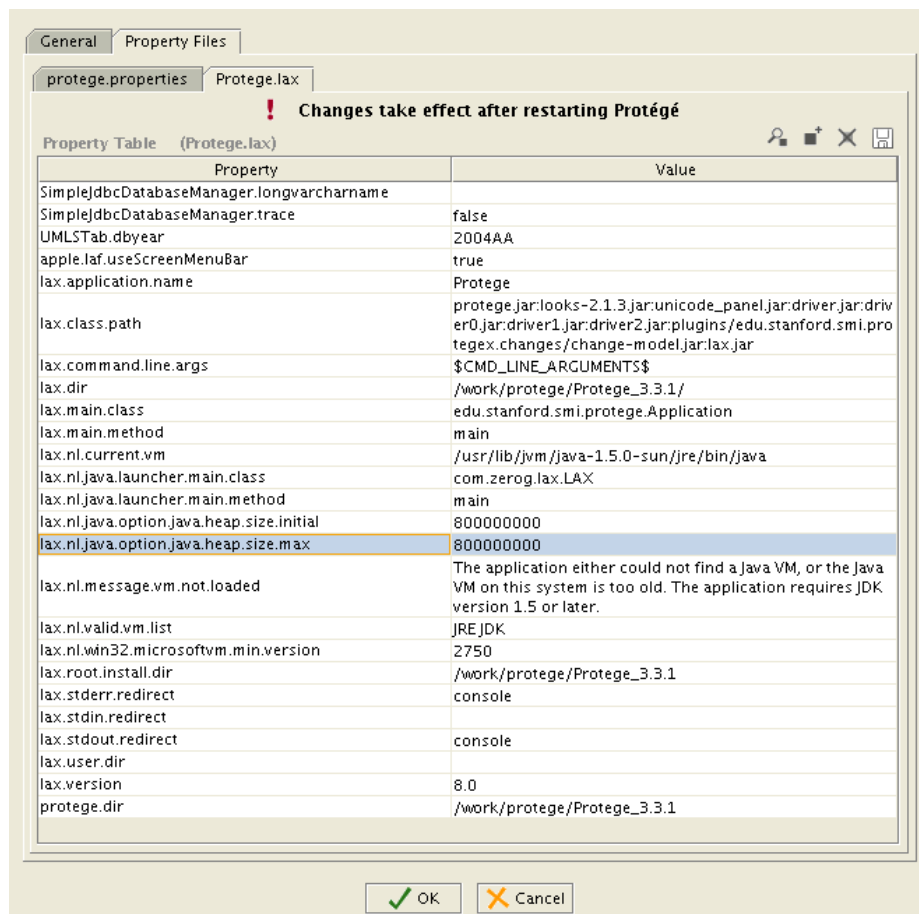 General Property Files
protege.properties Protege.lax
! Changes take effect after restarting Protégé
Property Table (Protege.lax)
Property Value
SimpleJdbcDatabaseManager.longvarcharname
SimpleJdbcDatabaseManager.trace false
UMLSTab.dbyear 2004AA
apple.laf.useScreenMenuBar true
lax.application.name Protege
lax.class.path protege.jar:looks-2.1.3.jar:unicode_panel.jar:driver.jar:driv
er0.jar:driver1.jar:driver2.jar:plugins/edu.stanford.smi.pro
tegex.changes/change-model.jar:lax.jar
lax.command.line.args $CMD_LINE_ARGUMENTS$
lax.dir /work/protege/Protege_3.3.1/
lax.main.class edu.stanford.smi.protege.Application
lax.main.method main
lax.nl.current.vm /usr/lib/jvm/java-1.5.0-sun/jre/bin/java
lax.nl.java.launcher.main.class com.zerog.lax.LAX
lax.nl.java.launcher.main.method main
lax.nl.java.option.java.heap.size.initial 800000000
lax.nl.java.option.java.heap.size.max 800000000
lax.nl.message.vm.not.loaded The application either could not find a Java VM, or the Java
VM on this system is too old. The application requires JDK
version 1.5 or later.
lax.nl.valid.vm.list JRE JDK
lax.nl.win32.microsoftvm.min.version 2750
lax.root.install.dir /work/protege/Protege_3.3.1
lax.stderr.redirect console
lax.stdin.redirect
lax.stdout.redirect console
lax.user.dir
lax.version 8.0
protege.dir /work/protege/Protege_3.3.1
OK Cancel